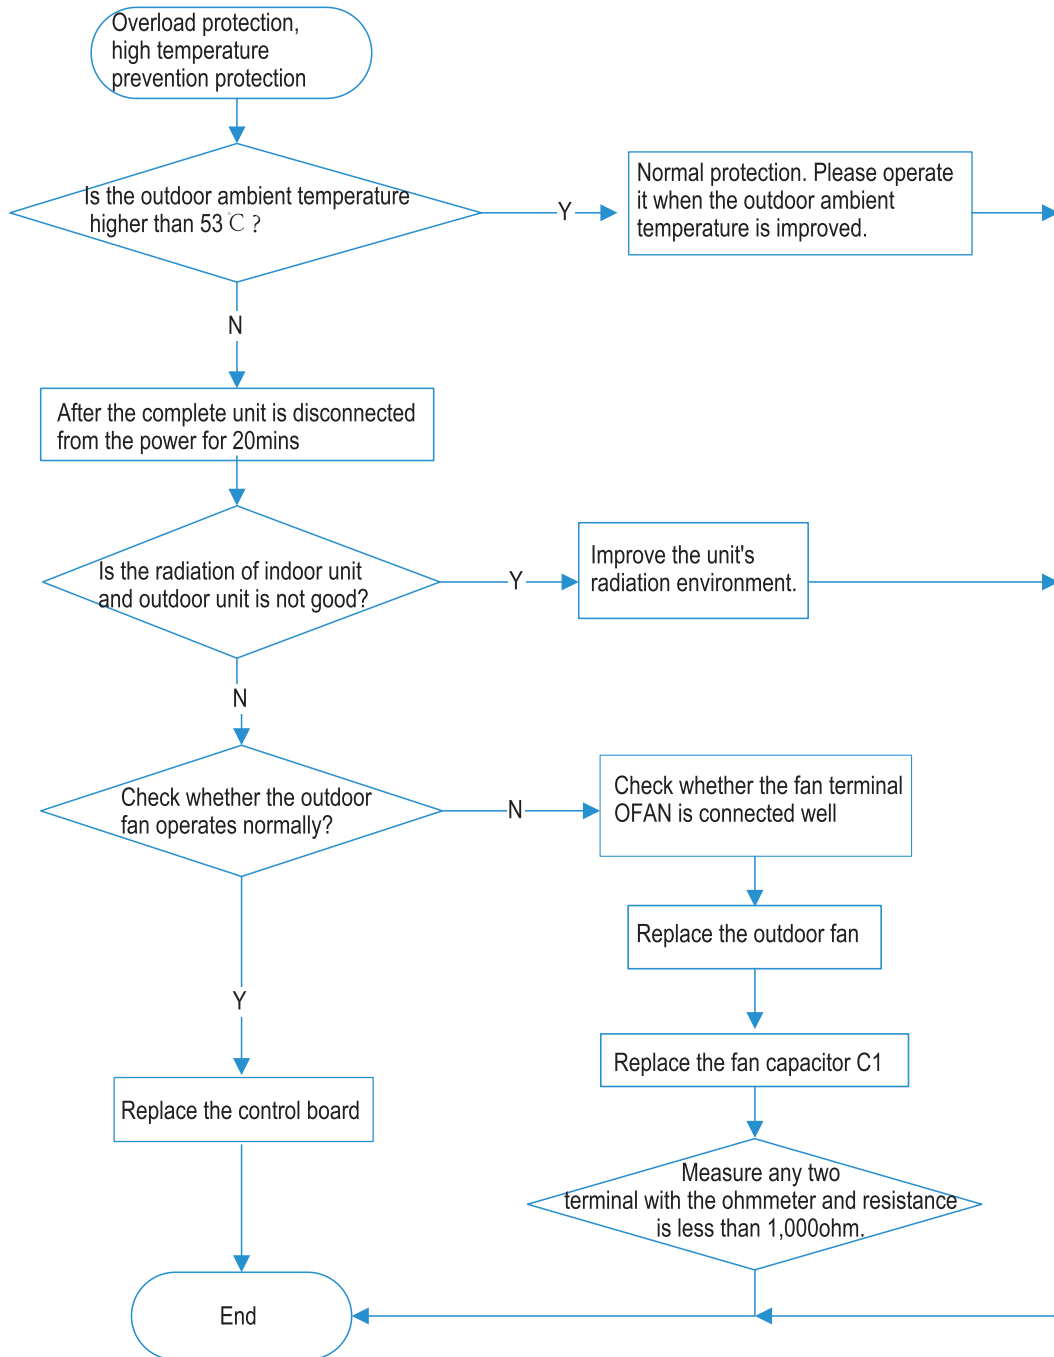 Overload protection,
high temperature
prevention protection
Is the outdoor ambient temperature
higher than 53℃ ?
Y
Normal protection. Please operate
it when the outdoor ambient
temperature is improved.
N
After the complete unit is disconnected
from the power for 20mins
Is the radiation of indoor unit
and outdoor unit is not good?
Y
Improve the unit's
radiation environment.
N
Check whether the outdoor
fan operates normally?
N
Check whether the fan terminal
OFAN is connected well
Replace the outdoor fan
Y
Replace the fan capacitor C1
Replace the control board
Measure any two
terminal with the ohmmeter and resistance
is less than 1,000ohm.
End